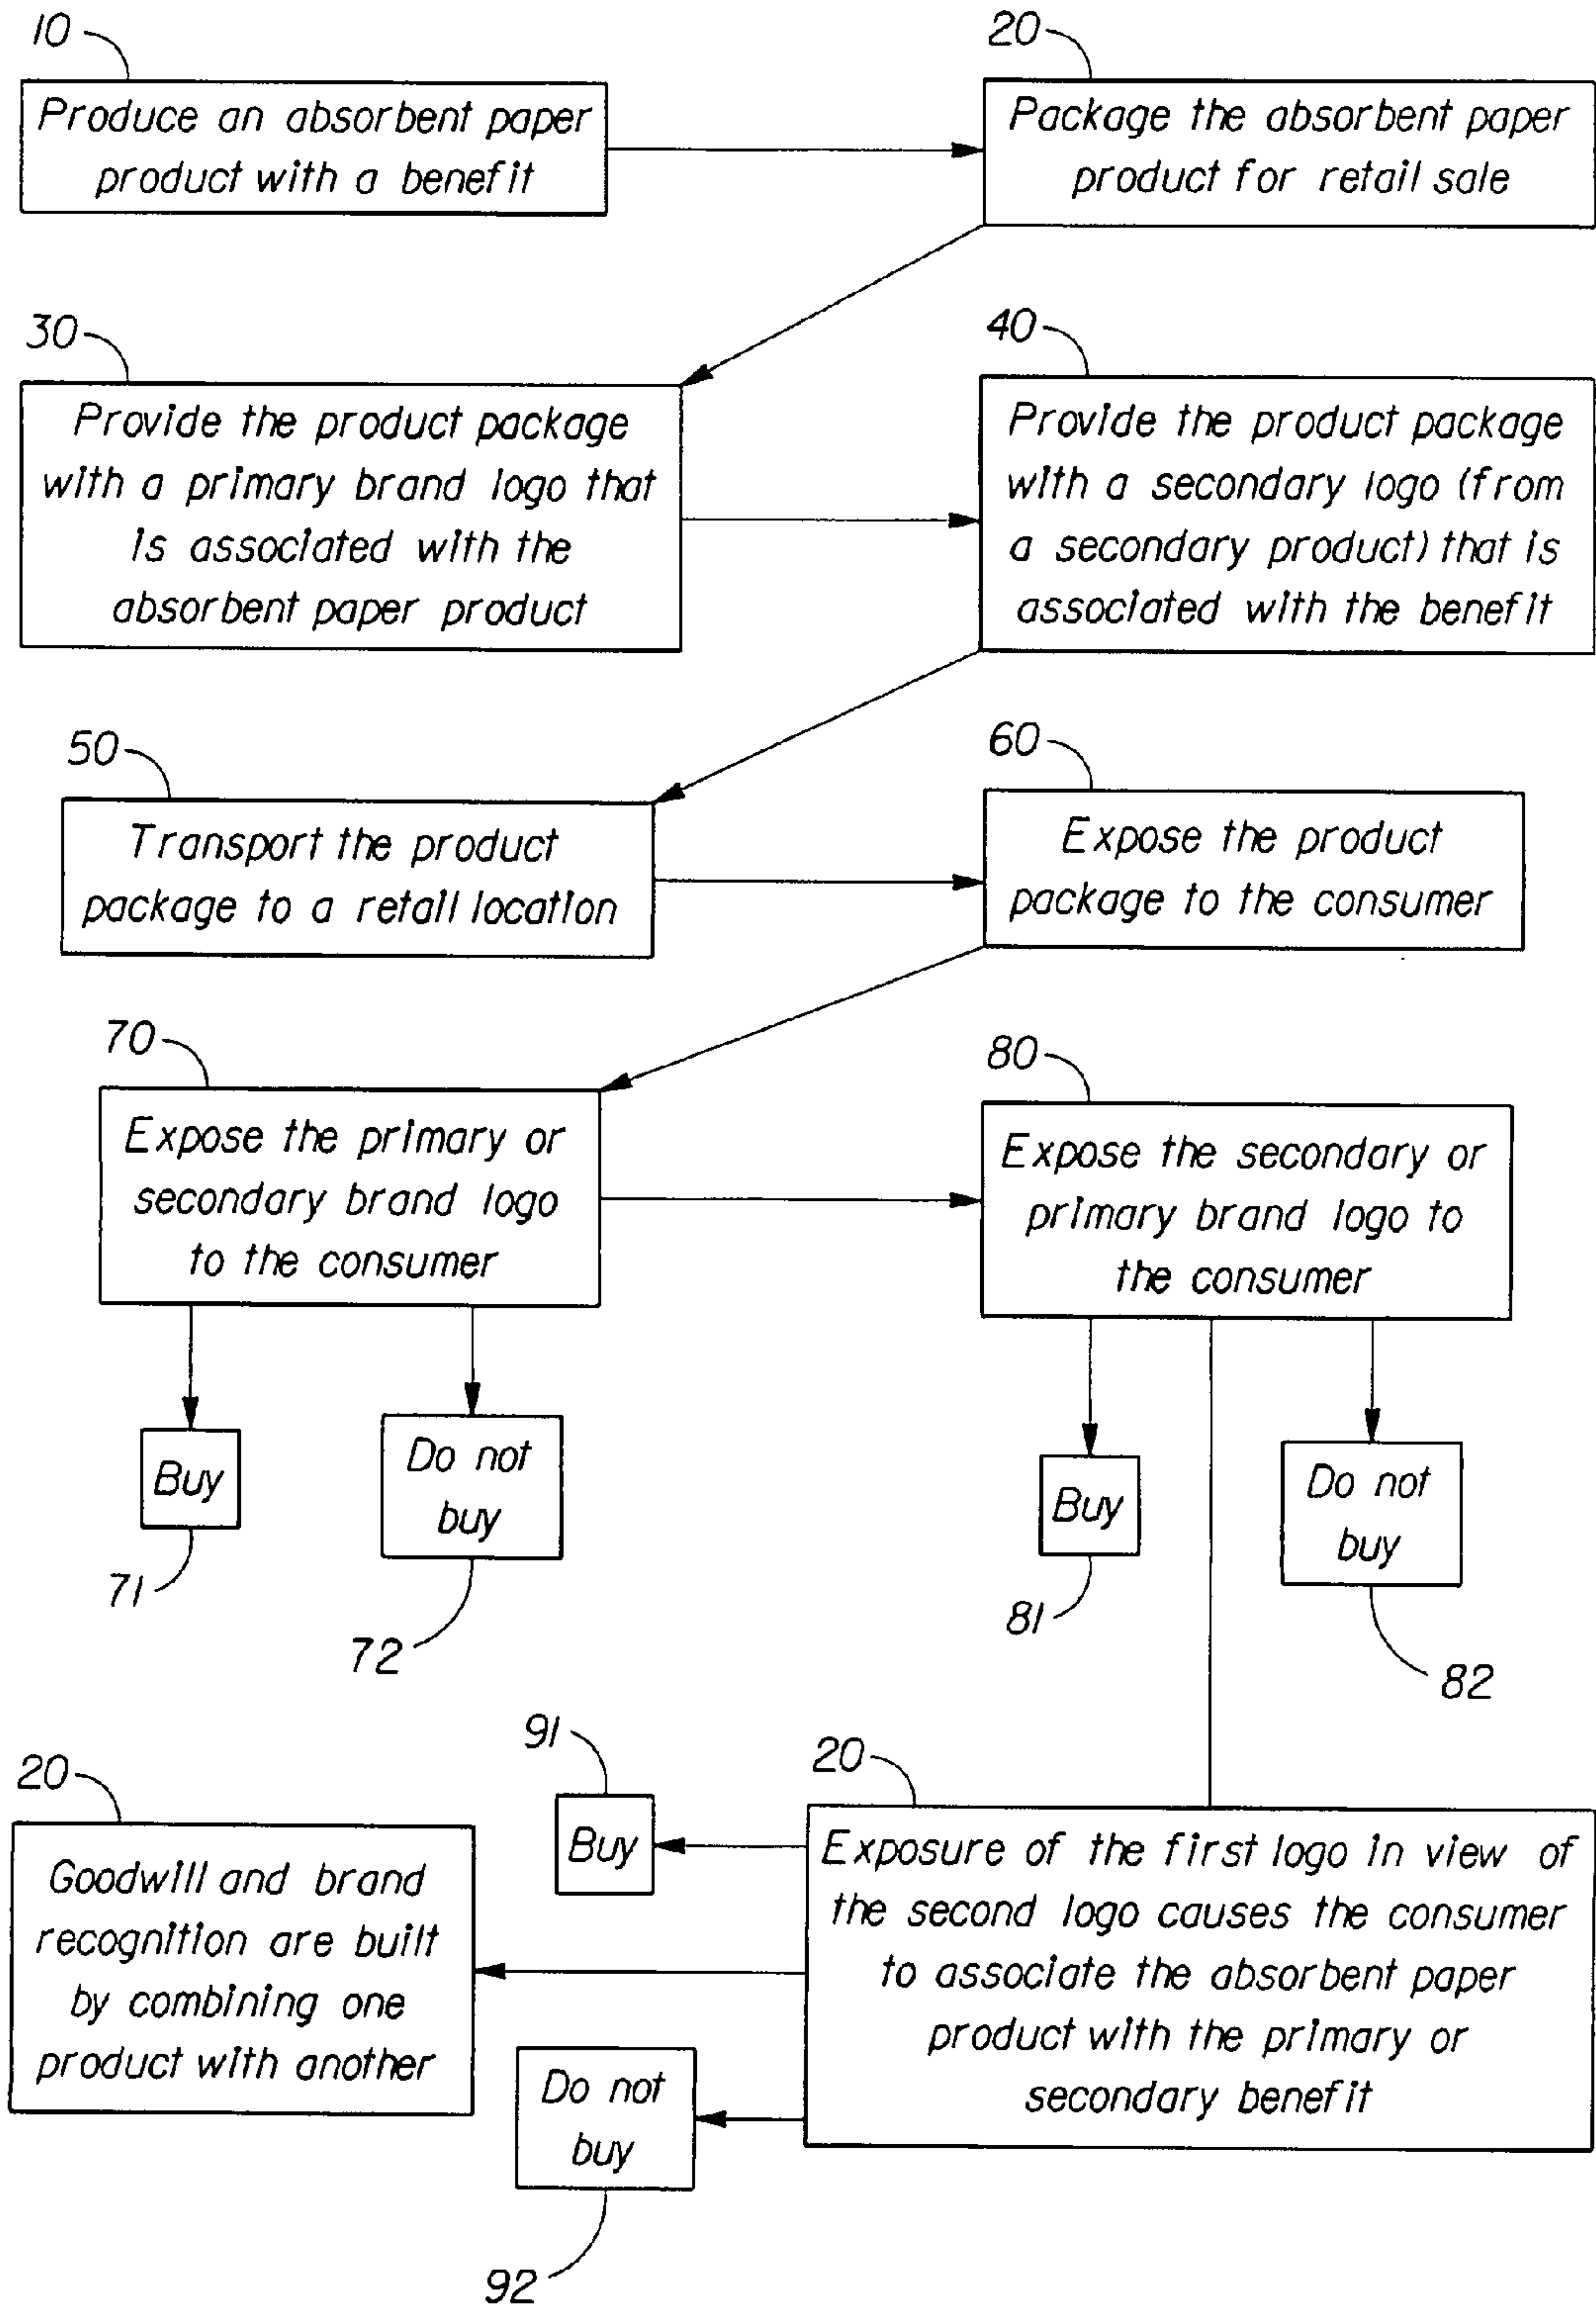 10
Produce an absorbent paper
product with a benefit
20
Package the absorbent paper
product for retail sale
30
Provide the product package
with a primary brand logo that
is associated with the
absorbent paper product
40
Provide the product package
with a secondary logo (from
a secondary product) that is
associated with the benefit
50
Transport the product
package to a retail location
60
Expose the product
package to the consumer
70
Expose the primary or
secondary brand logo
to the consumer
80
Expose the secondary or
primary brand logo to
the consumer
Buy
71
Do not
buy
72
Buy
81
Do not
buy
82
91
Buy
20
Exposure of the first logo in view of
the second logo causes the consumer
to associate the absorbent paper
product with the primary or
secondary benefit
20
Goodwill and brand
recognition are built
by combining one
product with another
Do not
buy
92